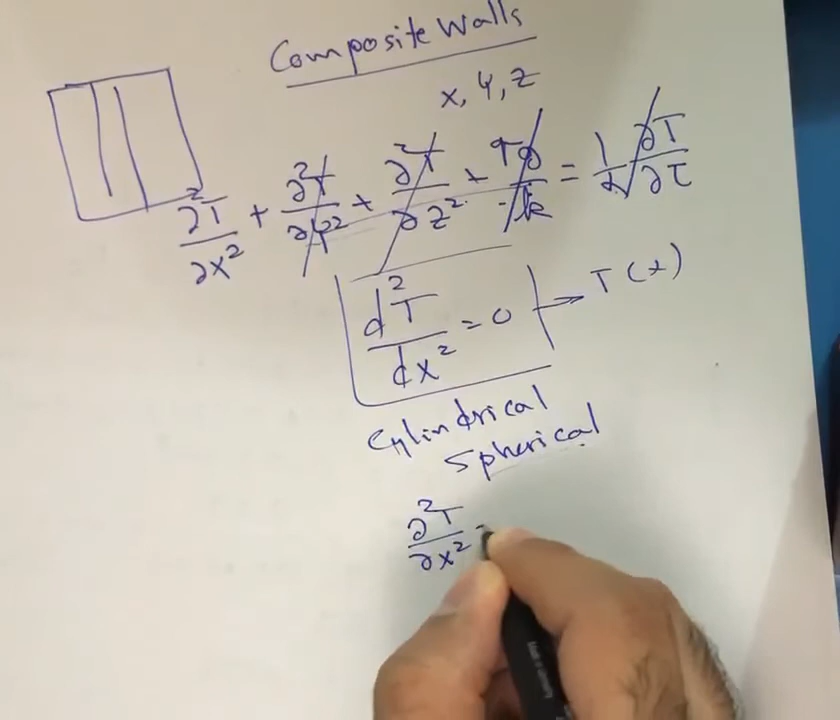 Composite Walls
x, y, z
∂²T/∂x² + ∂²T/∂y² + ∂²T/∂z² + q g/k = 1/α ∂T/∂τ
d²T/dx² = 0 → T(x)
Cylindrical
Spherical
∂²T/∂x²